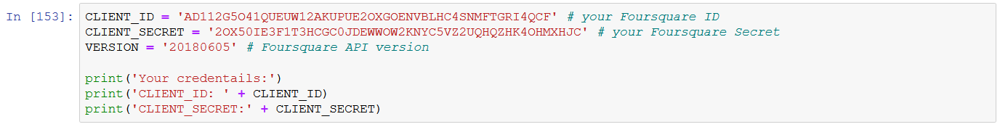 In [153]: CLIENT_ID = 'AD112G5O41QUEUW12AKUPUE2OXGOENVBLHC4SNMFTGRI4QCF' # your Foursquare ID
CLIENT_SECRET = '2OX50IE3F1T3HCGC0JDEWWOW2KNYC5VZ2UQHQZHK4OHMXHJC' # your Foursquare Secret
VERSION = '20180605' # Foursquare API version
print('Your credentails:')
print('CLIENT_ID: ' + CLIENT_ID)
print('CLIENT_SECRET:' + CLIENT_SECRET)